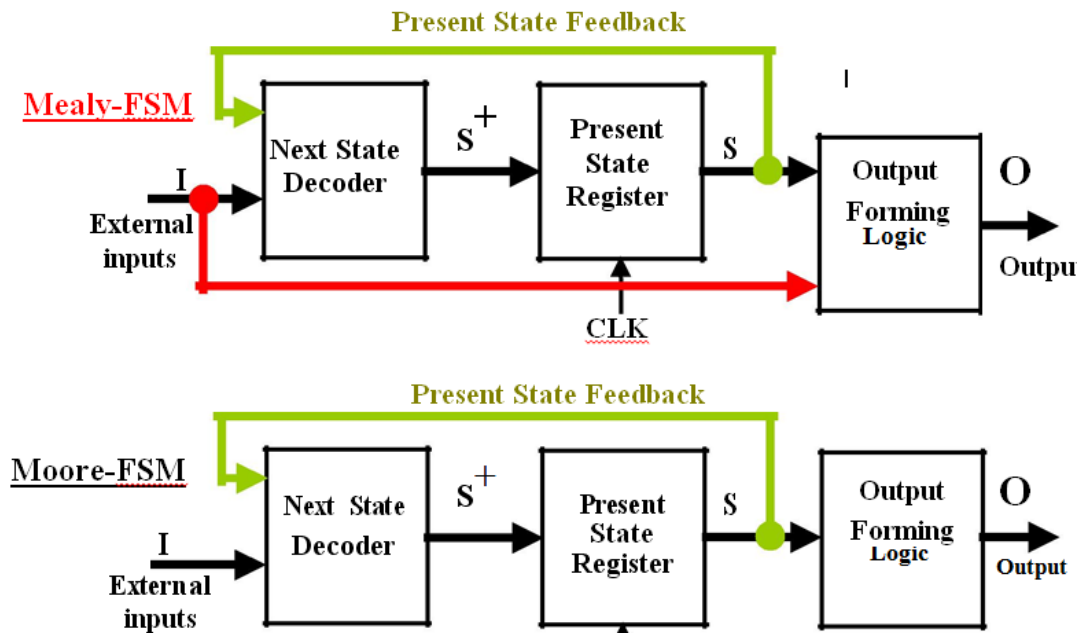 Present State Feedback
Mealy-FSM
I
External
inputs
Next State
Decoder
S+
Present
State
Register
S
CLK
Output
Forming
Logic
O
Output
Present State Feedback
Moore-FSM
I
External
inputs
Next State
Decoder
S+
Present
State
Register
S
Output
Forming
Logic
O
Output